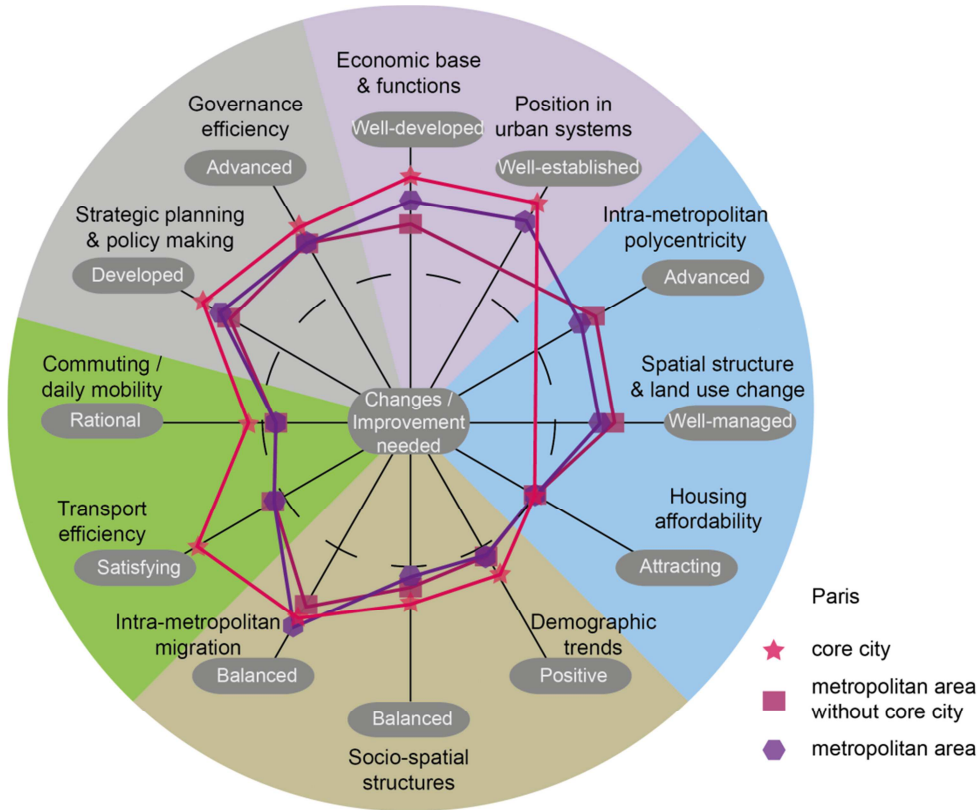 Economic base
& functions
Well-developed
Position in
urban systems
Well-established
Intra-metropolitan
polycentricity
Advanced
Spatial structure
& land use change
Well-managed
Housing
affordability
Attracting
Demographic
trends
Positive
Balanced
Socio-spatial
structures
Intra-metropolitan
migration
Balanced
Transport
efficiency
Satisfying
Commuting /
daily mobility
Rational
Strategic planning
& policy making
Developed
Governance
efficiency
Advanced
Changes /
Improvement
needed
Paris
core city
metropolitan area
without core city
metropolitan area